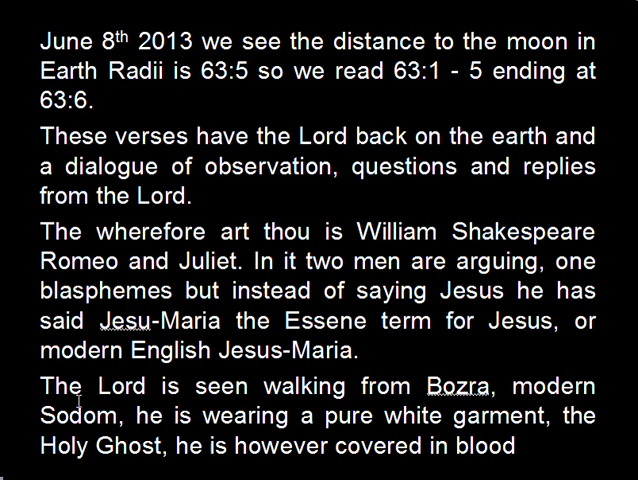 June 8th 2013 we see the distance to the moon in
Earth Radii is 63:5 so we read 63:1 - 5 ending at
63:6.
These verses have the Lord back on the earth and
a dialogue of observation, questions and replies
from the Lord.
The wherefore art thou is William Shakespeare
Romeo and Juliet. In it two men are arguing, one
blasphemes but instead of saying Jesus he has
said Jesu-Maria the Essene term for Jesus, or
modern English Jesus-Maria.
The Lord is seen walking from Bozra, modern
Sodom, he is wearing a pure white garment, the
Holy Ghost, he is however covered in blood